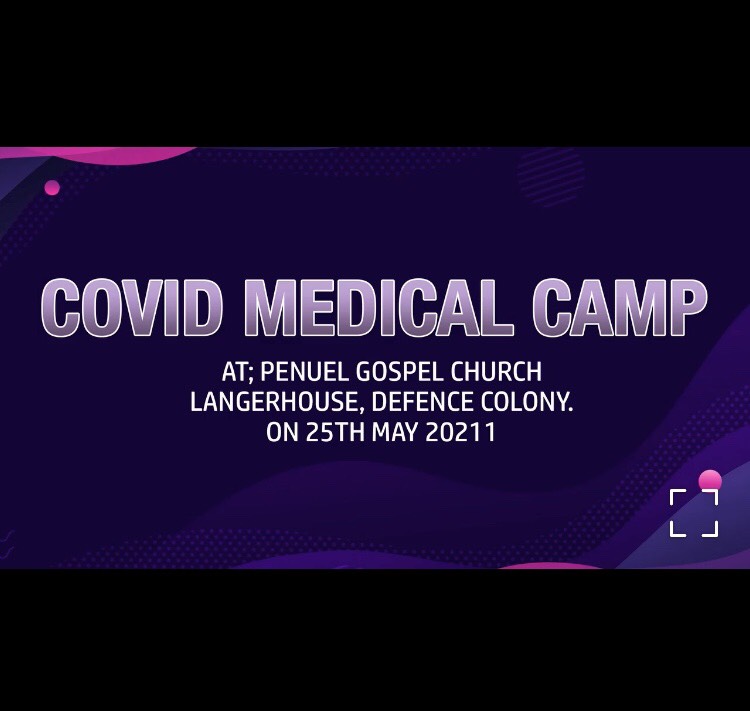 COVID MEDICAL CAMP
AT; PENUEL GOSPEL CHURCH
LANGERHOUSE, DEFENCE COLONY.
ON 25TH MAY 20211